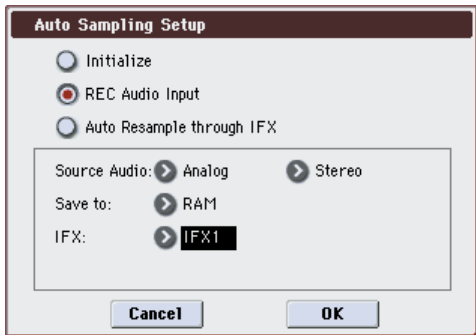 Auto Sampling Setup
Initialize
REC Audio Input
Auto Resample through IFX
Source Audio: Analog Stereo
Save to: RAM
IFX: IFX1
Cancel OK